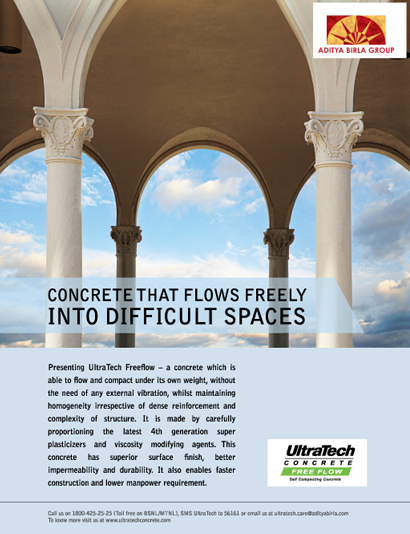 ADITYA BIRLA GROUP
CONCRETE THAT FLOWS FREELY
INTO DIFFICULT SPACES
Presenting UltraTech Freeflow – a concrete which is
able to flow and compact under its own weight, without
the need of any external vibration, whilst maintaining
homogeneity irrespective of dense reinforcement and
complexity of structure. It is made by carefully
proportioning the latest 4th generation super
plasticizers and viscosity modifying agents. This
concrete has superior surface finish, better
impermeability and durability. It also enables faster
construction and lower manpower requirement.
UltraTech
CONCRETE
FREE FLOW
Self Compacting Concrete
Call us on 1800-425-25-25 (Toll free on BSNL/MTNL), SMS UltraTech to 56161 or email us at ultratech.care@adityabirla.com
To know more visit us at www.ultratechconcrete.com